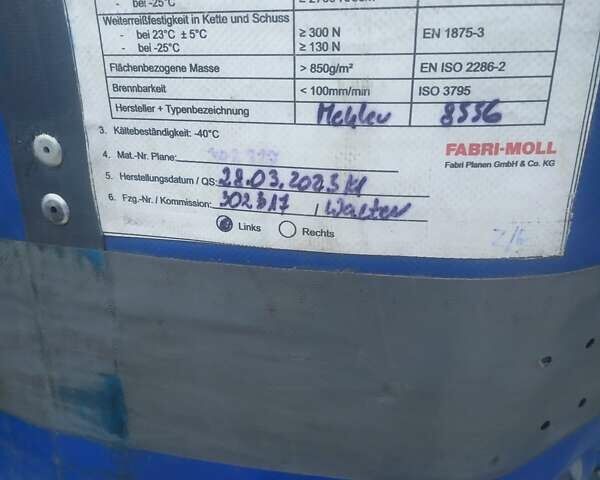 - bei -25°C
Weiterreißfestigkeit in Kette und Schuss
- bei 23°C ±5°C ≥ 300 N EN 1875-3
- bei -25°C ≥ 130 N
Flächenbezogene Masse > 850g/m² EN ISO 2286-2
Brennbarkeit < 100mm/min ISO 3795
Hersteller + Typenbezeichnung Mehler 8556
3. Kältebeständigkeit: -40°C
4. Mat.-Nr. Plane:
FABRI-MOLL
Fabri Planen GmbH & Co. KG
5. Herstellungsdatum / QS: 28.03.2023
6. Fzg.-Nr. / Kommission: 302317 / Walter
Links Rechts